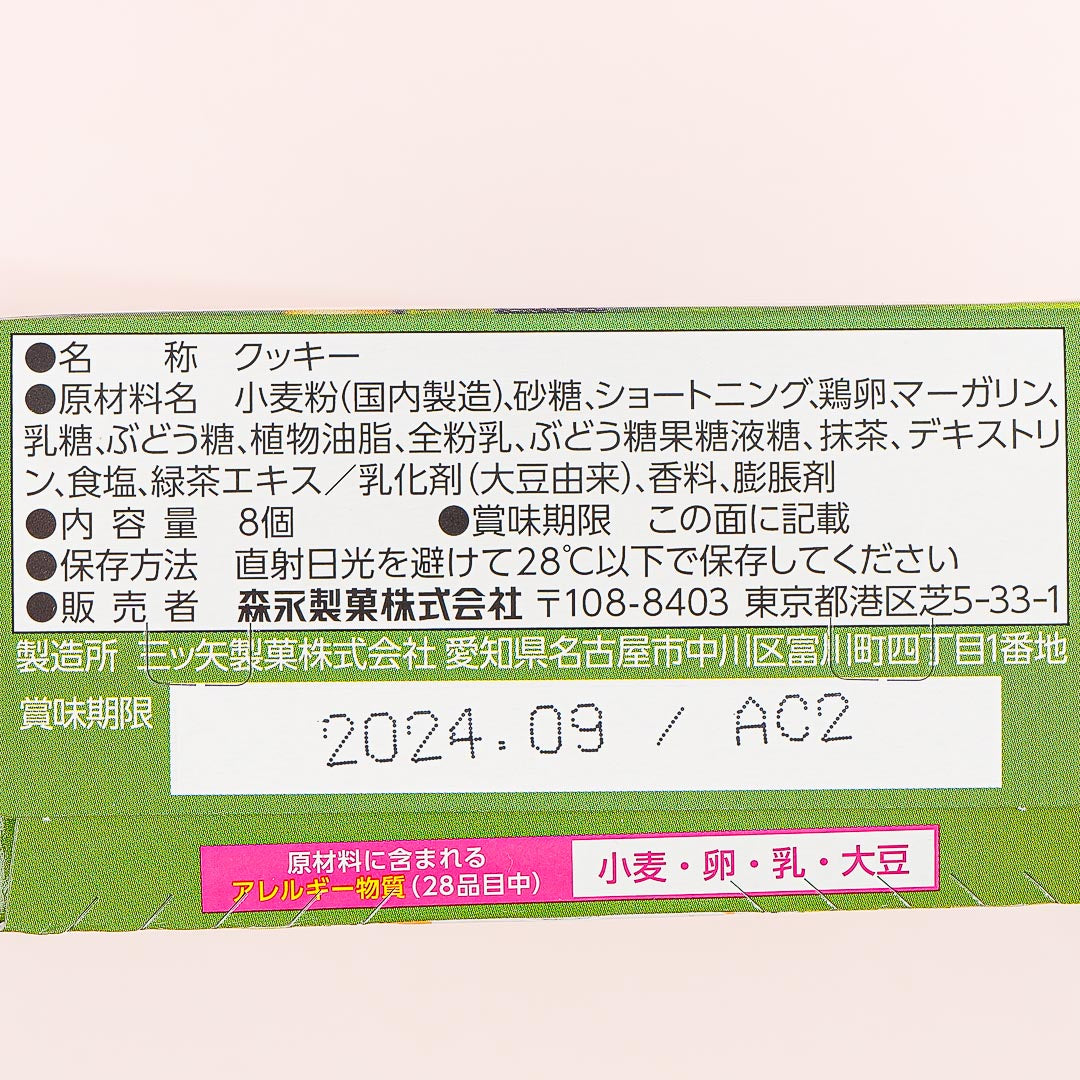 ●名　称　クッキー
●原材料名　小麦粉(国内製造)、砂糖、ショートニング、鶏卵、マーガリン、
乳糖、ぶどう糖、植物油脂、全粉乳、ぶどう糖果糖液糖、抹茶、デキストリ
ン、食塩、緑茶エキス／乳化剤(大豆由来)、香料、膨脹剤
●内容量　8個　●賞味期限　この面に記載
●保存方法　直射日光を避けて28℃以下で保存してください
●販売者　森永製菓株式会社 〒108-8403 東京都港区芝5-33-1
製造所　三ッ矢製菓株式会社 愛知県名古屋市中川区富川町四丁目1番地
賞味期限　2024.09 / AC2
原材料に含まれる
アレルギー物質(28品目中)　小麦・卵・乳・大豆